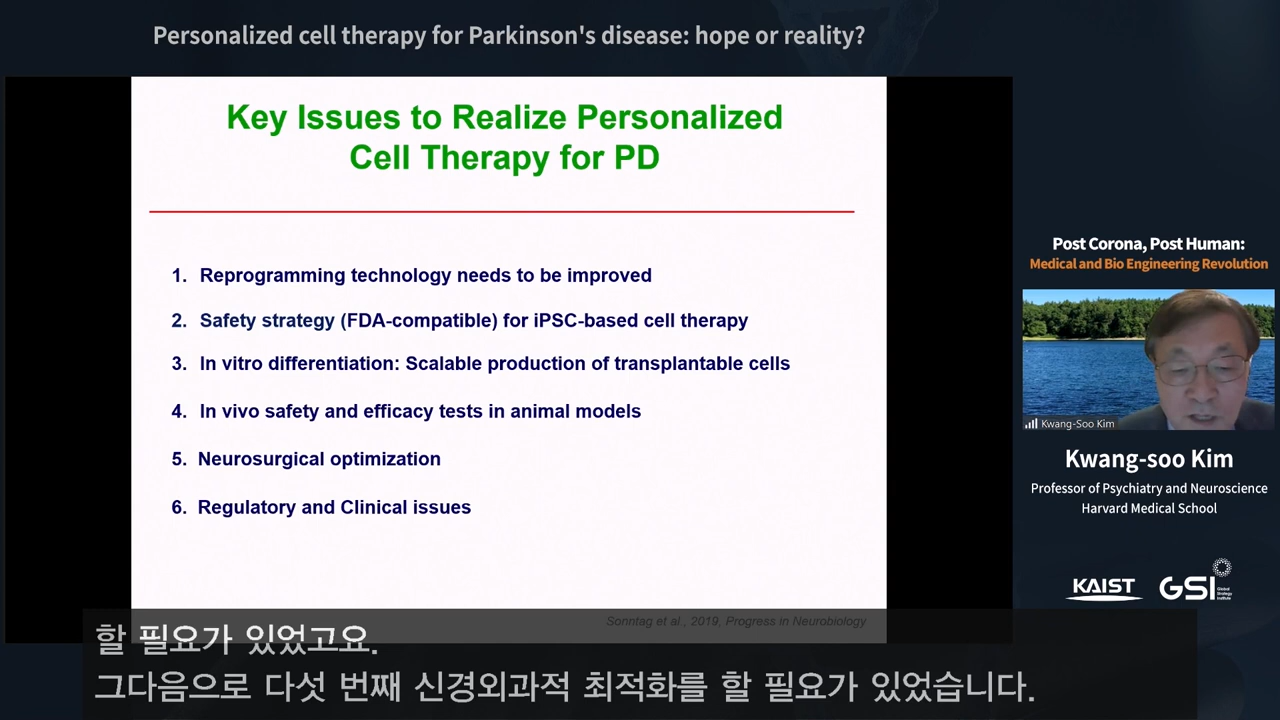 Personalized cell therapy for Parkinson's disease: hope or reality?
Key Issues to Realize Personalized
Cell Therapy for PD
1. Reprogramming technology needs to be improved
2. Safety strategy (FDA-compatible) for iPSC-based cell therapy
3. In vitro differentiation: Scalable production of transplantable cells
4. In vivo safety and efficacy tests in animal models
5. Neurosurgical optimization
6. Regulatory and Clinical issues
Sonntag et al., 2019, Progress in Neurobiology
Post Corona, Post Human:
Medical and Bio Engineering Revolution
Kwang-Soo Kim
Kwang-soo Kim
Professor of Psychiatry and Neuroscience
Harvard Medical School
KAIST
GSI
Global
Strategy
Institute
할 필요가 있었고요.
그다음으로 다섯 번째 신경외과적 최적화를 할 필요가 있었습니다.